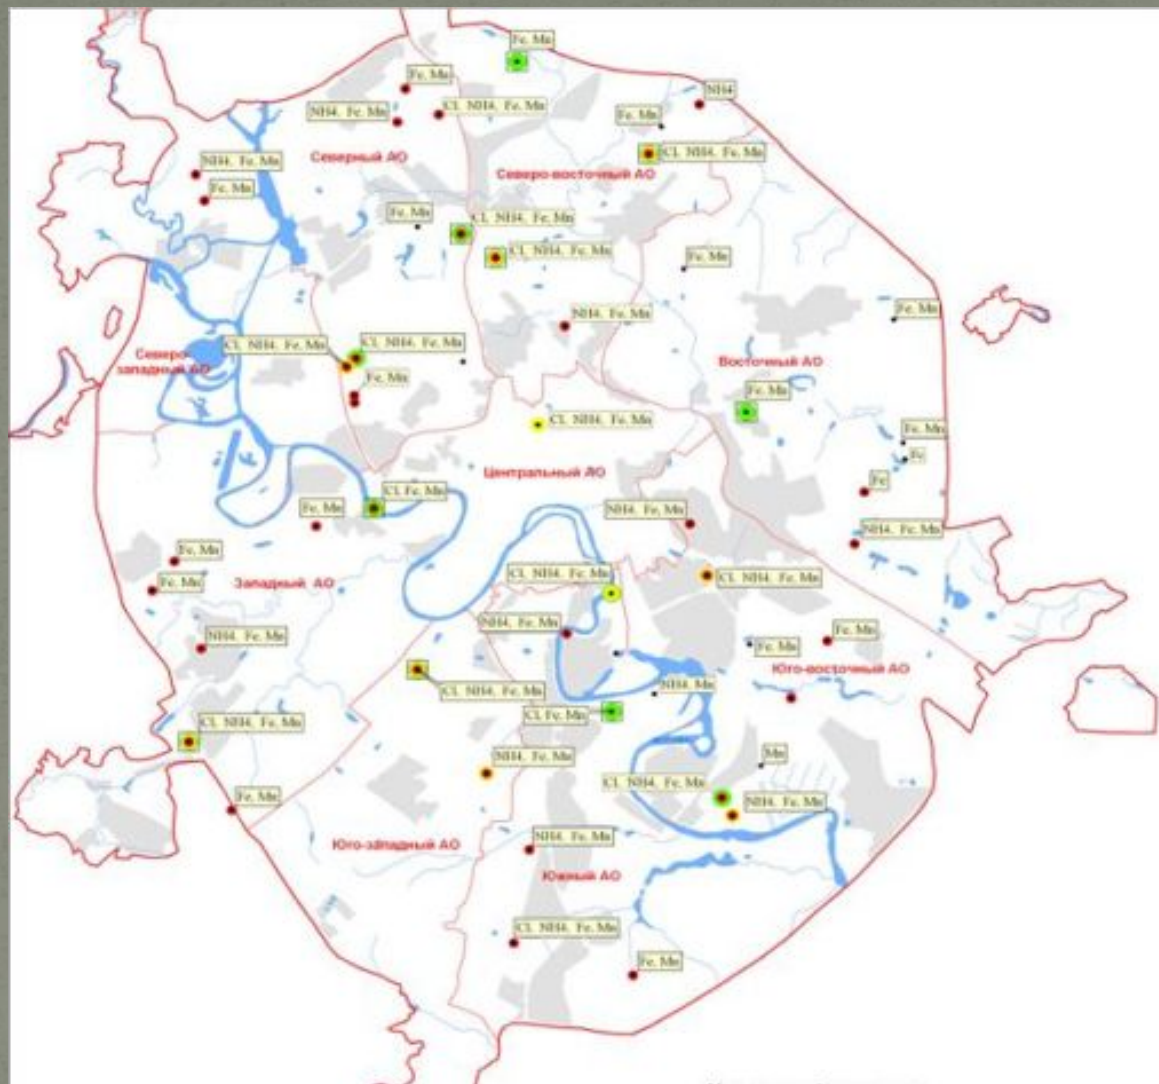 Fe. Mn
Fe. Mn
NH4
Cl. NH4. Fe. Mn
NH4. Fe. Mn
Fe. Mn
Северный АО
Cl. NH4. Fe. Mn
NH4. Fe. Mn
Северо-восточный АО
Fe. Mn
Fe. Mn
Cl. NH4. Fe. Mn
Cl. NH4. Fe. Mn
Fe. Mn
Fe. Mn
NH4. Fe. Mn
Cl. NH4. Fe. Mn
Cl. NH4. Fe. Mn
Северо-
западный АО
Восточный АО
Fe. Mn
Fe. Mn
Cl. NH4. Fe. Mn
Fe. Mn
Fe
Центральный АО
Fe
Cl. Fe. Mn
Fe. Mn
NH4. Fe. Mn
NH4. Fe. Mn
Fe. Mn
Cl. NH4. Fe. Mn
Cl. NH4. Fe. Mn
Fe. Mn
Западный АО
NH4. Fe. Mn
NH4. Fe. Mn
Fe. Mn
Fe. Mn
Юго-восточный АО
Cl. NH4. Fe. Mn
NH4. Mn
Cl. Fe. Mn
Cl. NH4. Fe. Mn
NH4. Fe. Mn
Mn
Cl. NH4. Fe. Mn
Fe. Mn
NH4. Fe. Mn
NH4. Fe. Mn
Юго-западный АО
Южный АО
Cl. NH4. Fe. Mn
Fe. Mn